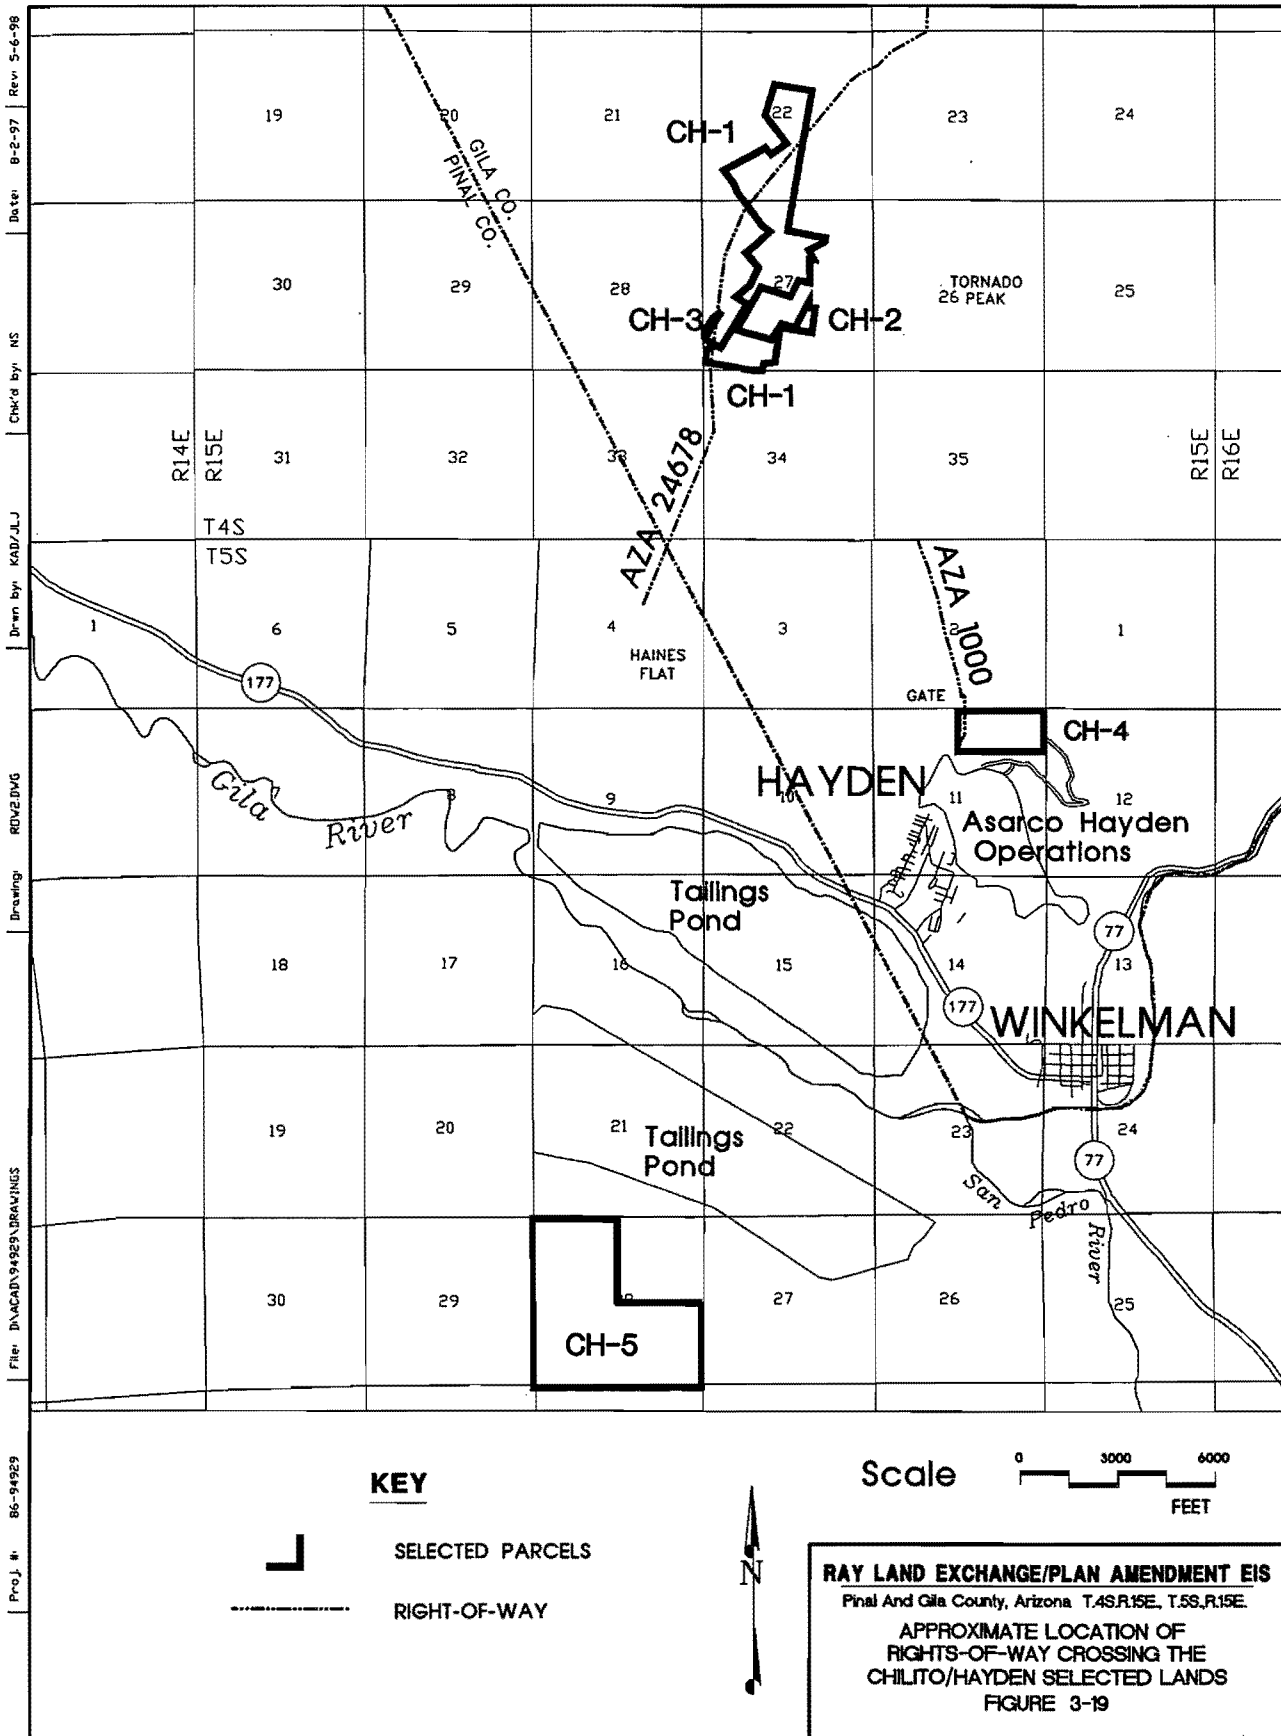 Rev: 5-6-98
Date: 8-2-97
Chk'd by: NS
Drwn by: KAD/JLJ
Drawing: ROW2.DWG
File: D:\ACAD\94929\DRAWINGS
Proj. #: 86-94929
19
20
21
22
23
24
CH-1
GILA CO.
PINAL CO.
30
29
28
27
26
TORNADO
PEAK
25
CH-3
CH-2
CH-1
R14E
R15E
31
32
33
34
35
R15E
R16E
AZA 24678
T4S
T5S
AZA 1000
1
6
5
4
3
2
1
HAINES
FLAT
177
GATE
CH-4
HAYDEN
Gila
River
8
9
10
11
12
Asarco Hayden
Operations
Tailings
Pond
77
18
17
16
15
14
13
177
WINKELMAN
19
20
21
Tailings
Pond
22
23
24
77
San
Pedro
River
30
29
27
26
25
CH-5
KEY
SELECTED PARCELS
RIGHT-OF-WAY
N
Scale
0 3000 6000
FEET
RAY LAND EXCHANGE/PLAN AMENDMENT EIS
Pinal And Gila County, Arizona T.4S.R.15E., T.5S.,R.15E.
APPROXIMATE LOCATION OF
RIGHTS-OF-WAY CROSSING THE
CHILITO/HAYDEN SELECTED LANDS
FIGURE 3-19